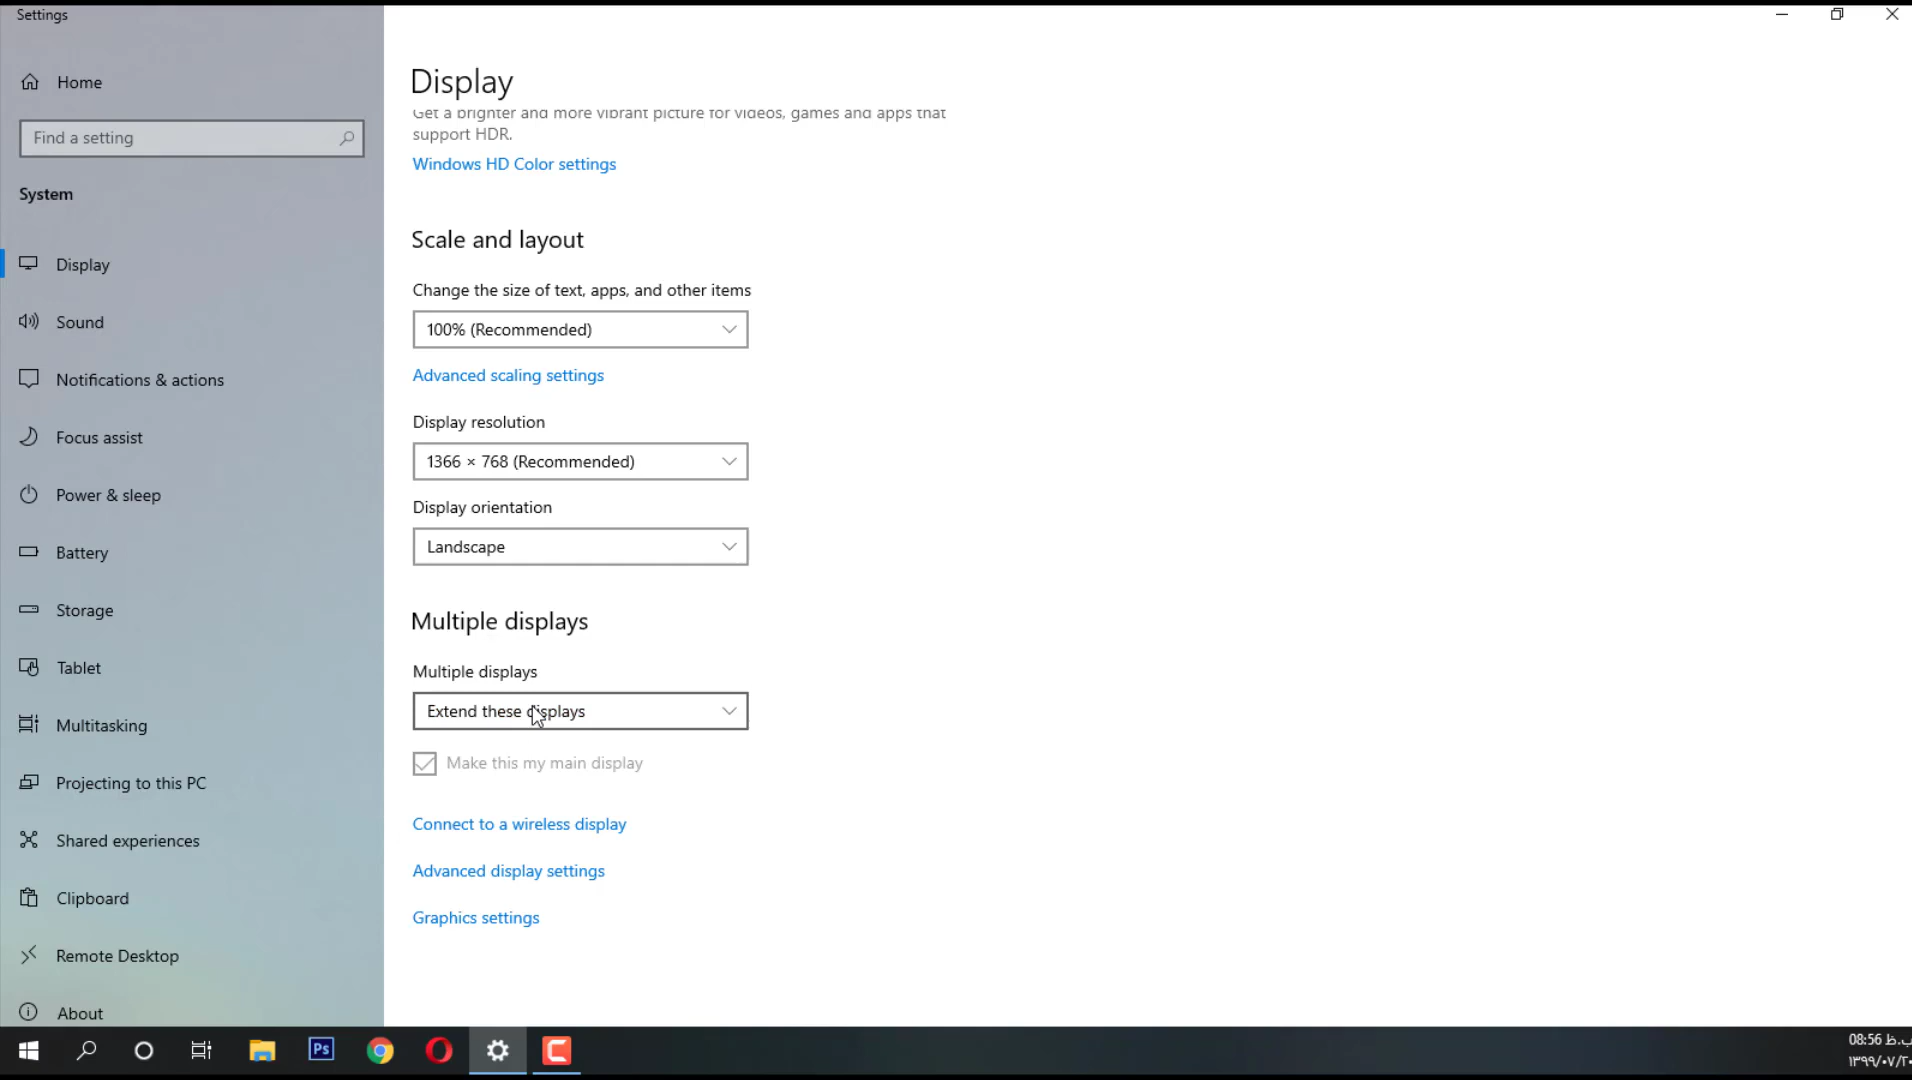 Settings
Home
Find a setting
System
Display
Sound
Notifications & actions
Focus assist
Power & sleep
Battery
Storage
Tablet
Multitasking
Projecting to this PC
Shared experiences
Clipboard
Remote Desktop
About
Display
Get a brighter and more vibrant picture for videos, games and apps that
support HDR.
Windows HD Color settings
Scale and layout
Change the size of text, apps, and other items
100% (Recommended)
Advanced scaling settings
Display resolution
1366 × 768 (Recommended)
Display orientation
Landscape
Multiple displays
Multiple displays
Extend these displays
Make this my main display
Connect to a wireless display
Advanced display settings
Graphics settings
Ps
08:56 ب.ظ